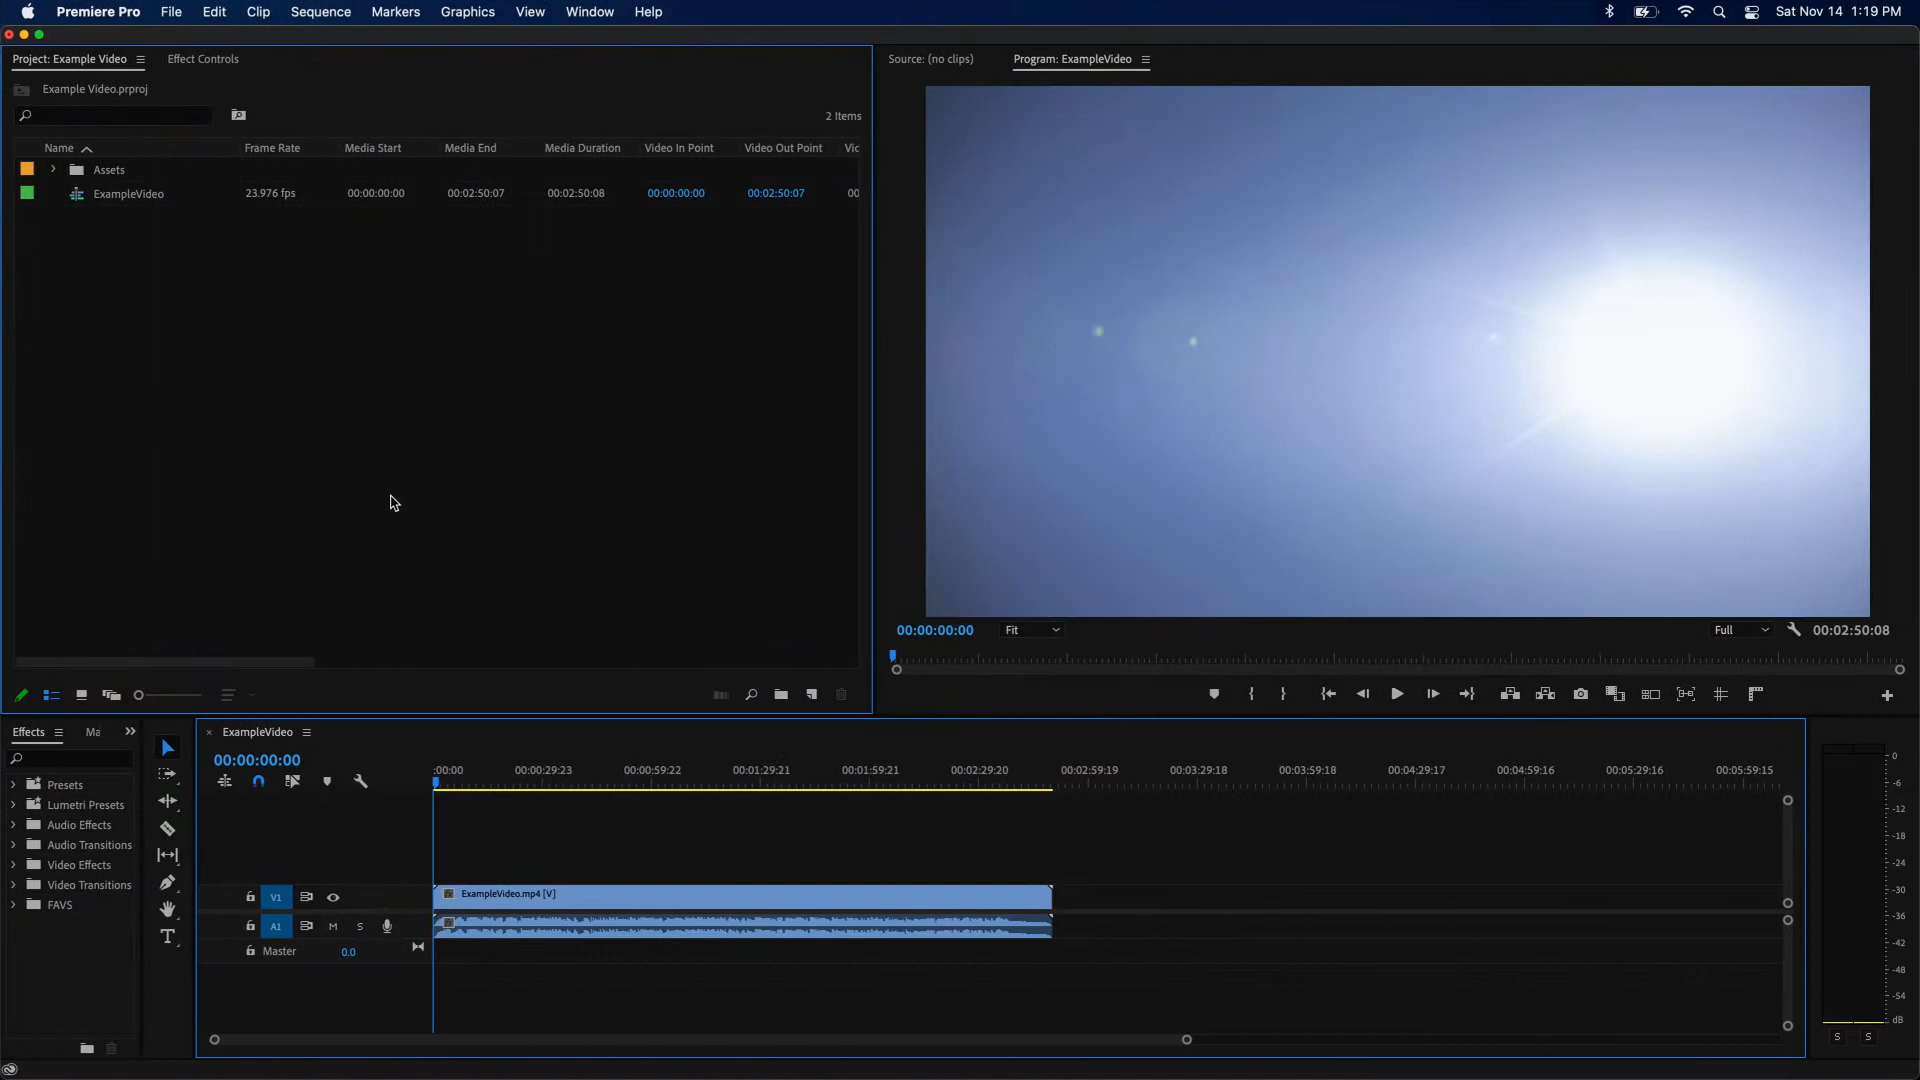 Premiere Pro File Edit Clip Sequence Markers Graphics View Window Help Sat Nov 14 1:19 PM
Project: Example Video Effect Controls
Example Video.prproj
2 Items
Name Frame Rate Media Start Media End Media Duration Video In Point Video Out Point Vic
Assets
ExampleVideo 23.976 fps 00:00:00:00 00:02:50:07 00:02:50:08 00:00:00:00 00:02:50:07 00
Source: (no clips) Program: ExampleVideo
00:00:00:00 Fit Full 00:02:50:08
Effects Ma
Presets
Lumetri Presets
Audio Effects
Audio Transitions
Video Effects
Video Transitions
FAVS
ExampleVideo
00:00:00:00
:00:00 00:00:29:23 00:00:59:22 00:01:29:21 00:01:59:21 00:02:29:20 00:02:59:19 00:03:29:18 00:03:59:18 00:04:29:17 00:04:59:16 00:05:29:16 00:05:59:15
V1 ExampleVideo.mp4 [V]
A1 M S
Master 0.0
0
-6
-12
-18
-24
-30
-36
-42
-48
-54
dB
S S